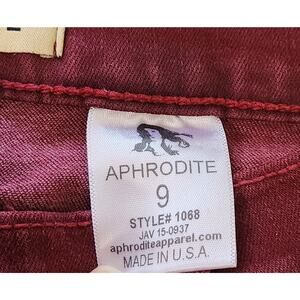 APHRODITE
9
STYLE# 1068
JAV 15-0937
aphroditeapparel.com
MADE IN U.S.A.